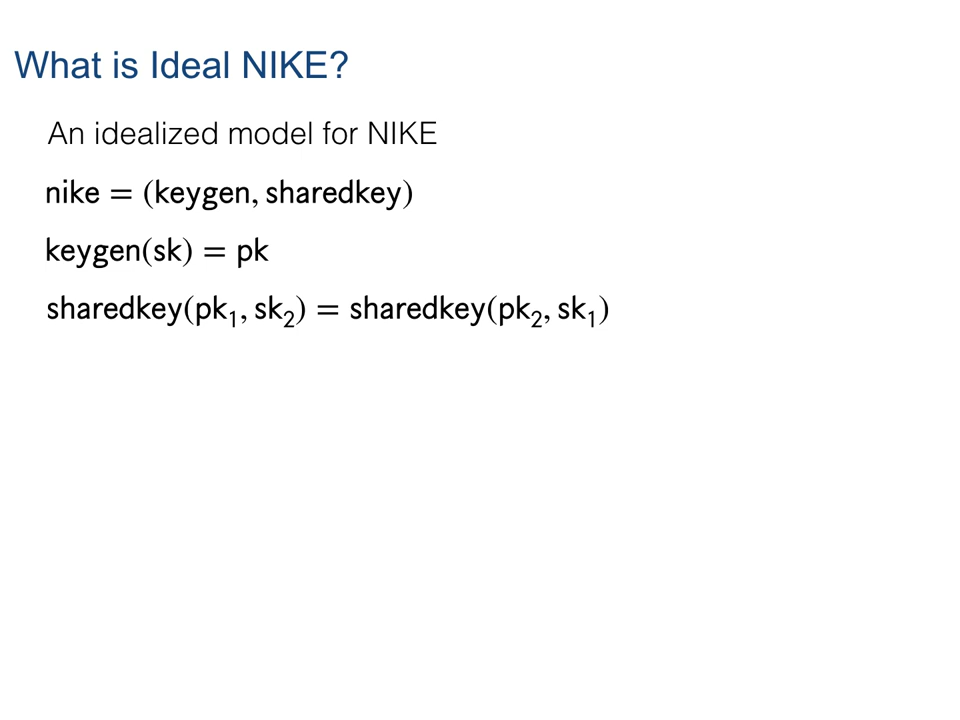 What is Ideal NIKE?
An idealized model for NIKE
nike = (keygen, sharedkey)
keygen(sk) = pk
sharedkey(pk₁, sk₂) = sharedkey(pk₂, sk₁)